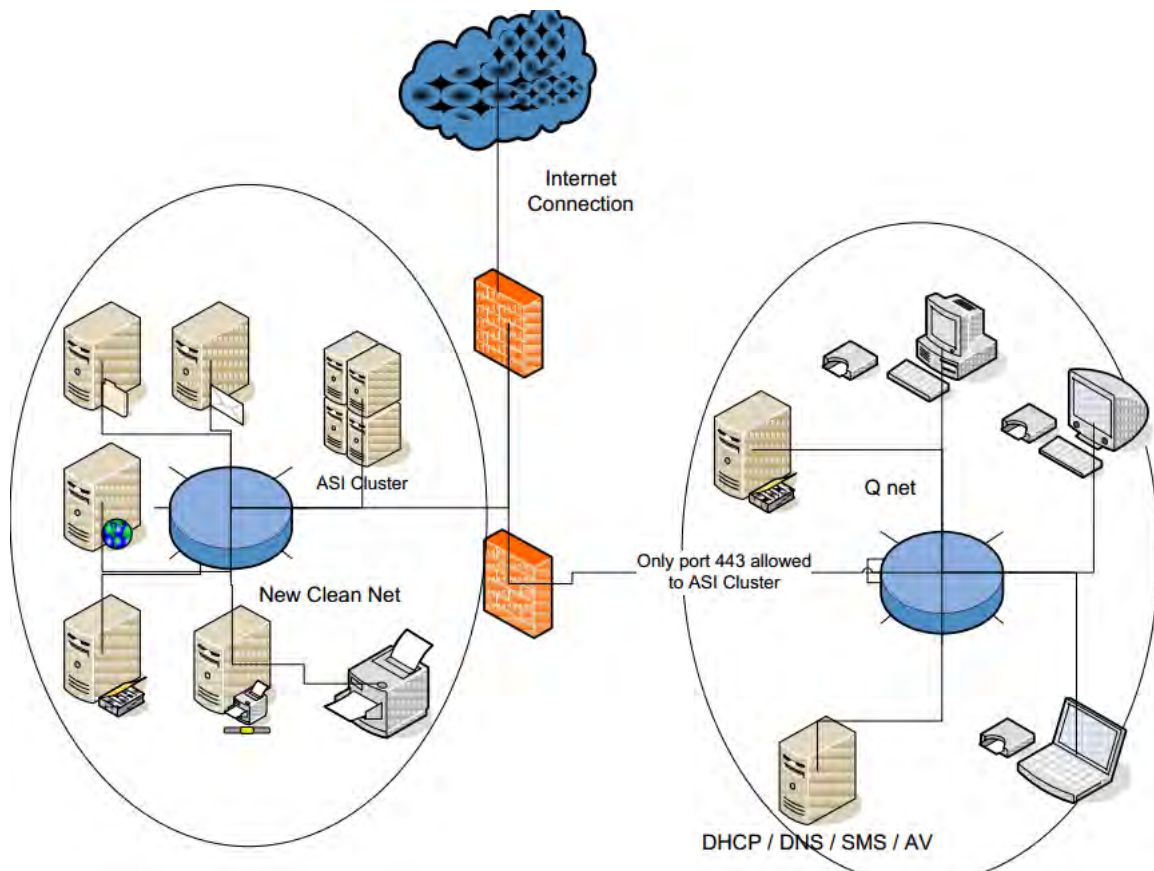 Internet
Connection
ASI Cluster
Q net
Only port 443 allowed
to ASI Cluster
New Clean Net
DHCP / DNS / SMS / AV